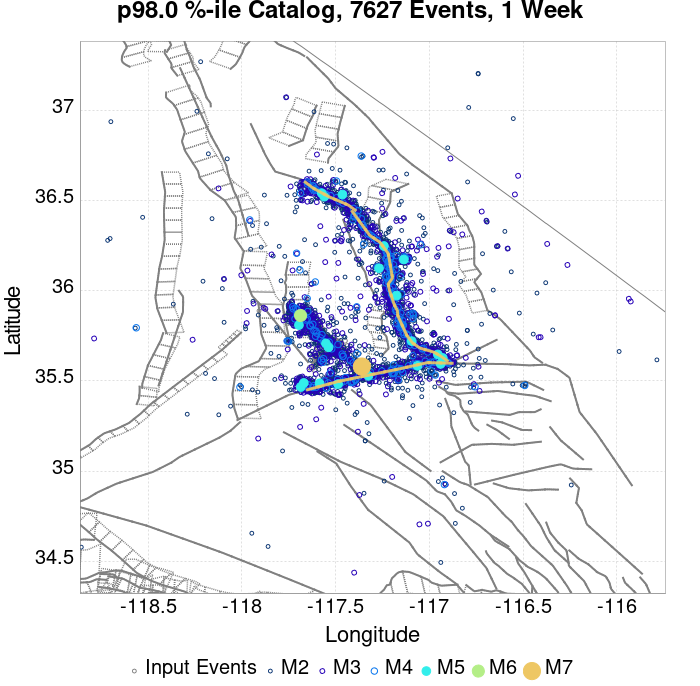 p98.0 %-ile Catalog, 7627 Events, 1 Week
37
36.5
36
35.5
35
34.5
Latitude
-118.5 -118 -117.5 -117 -116.5 -116
Longitude
Input Events M2 M3 M4 M5 M6 M7